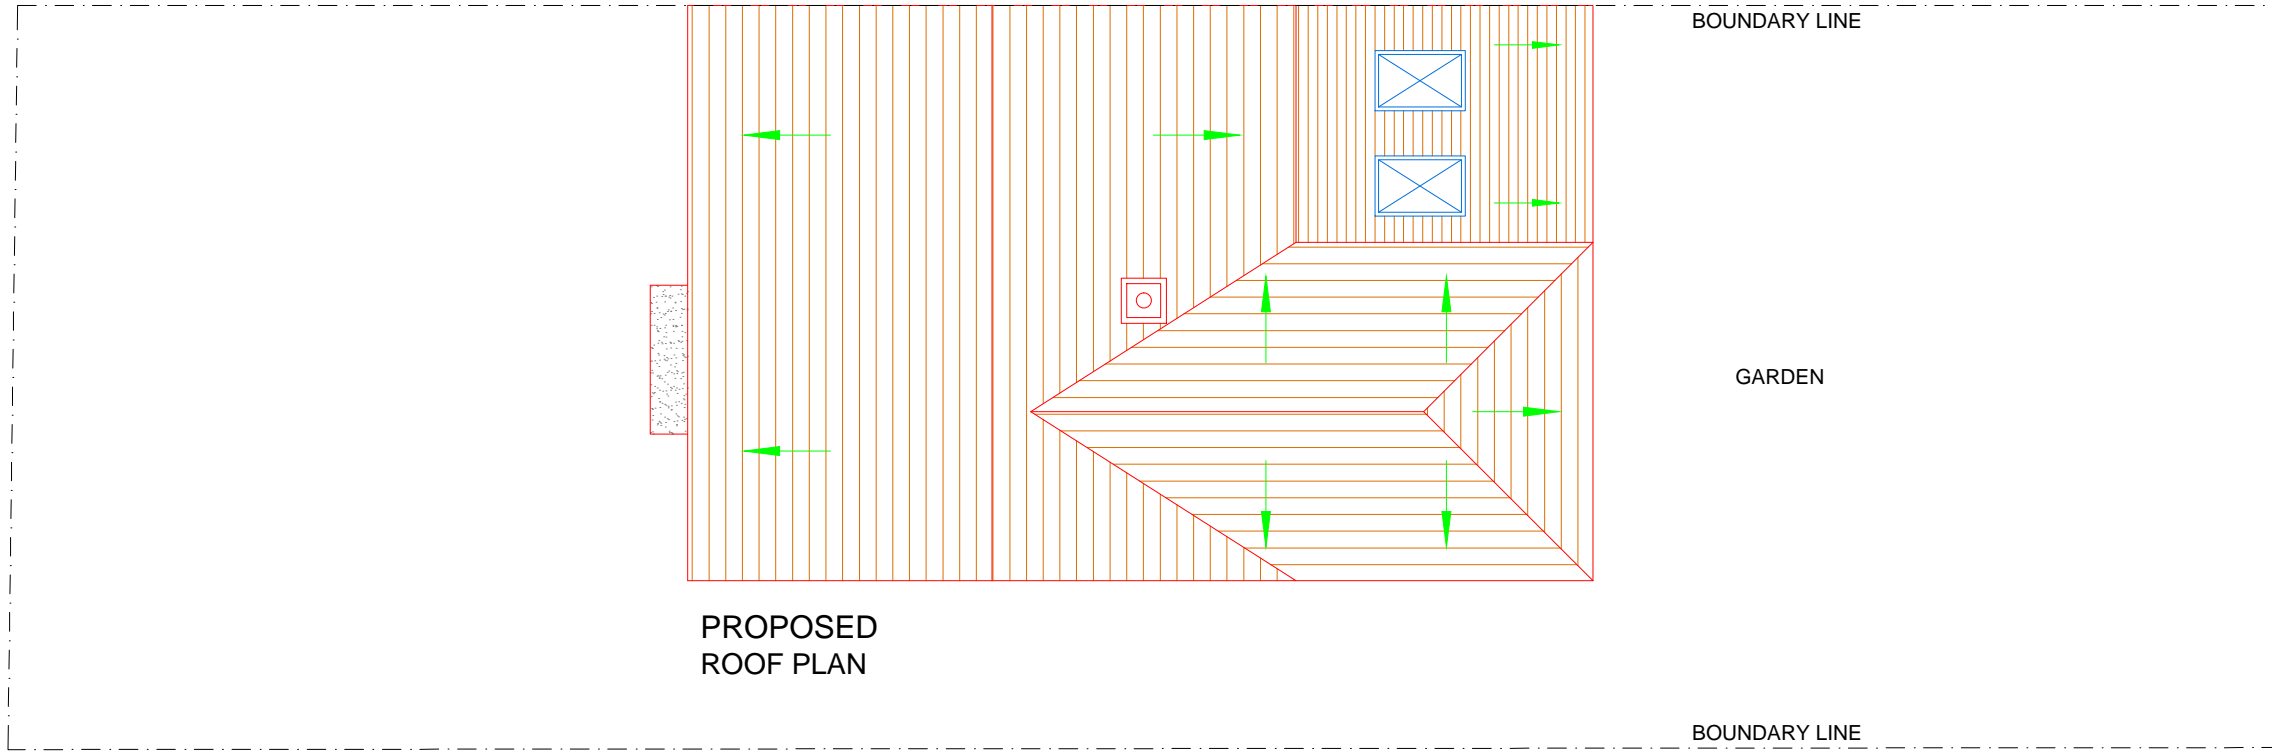 BOUNDARY LINE
GARDEN
PROPOSED
ROOF PLAN
BOUNDARY LINE